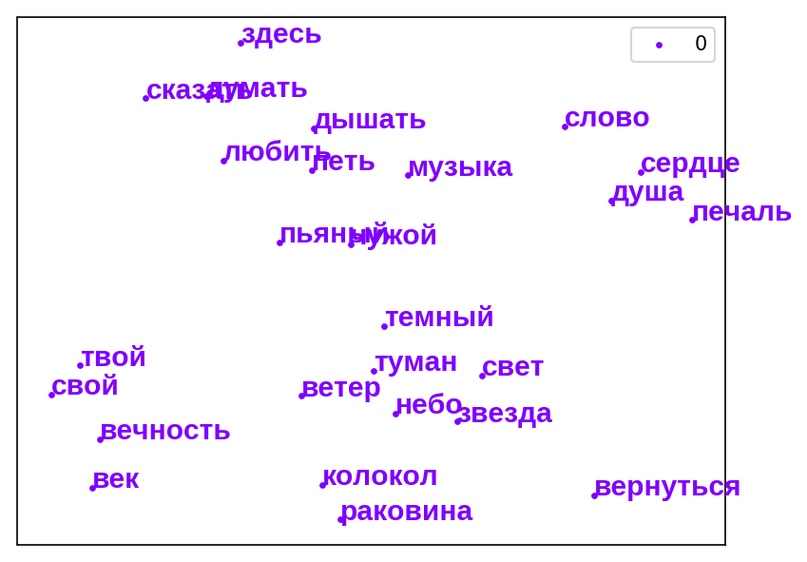 здесь
0
сказать
думать
дышать
слово
любить
петь
музыка
сердце
душа
печаль
пьяный
чужой
темный
твой
туман
свет
свой
ветер
небо
звезда
вечность
век
колокол
вернуться
раковина